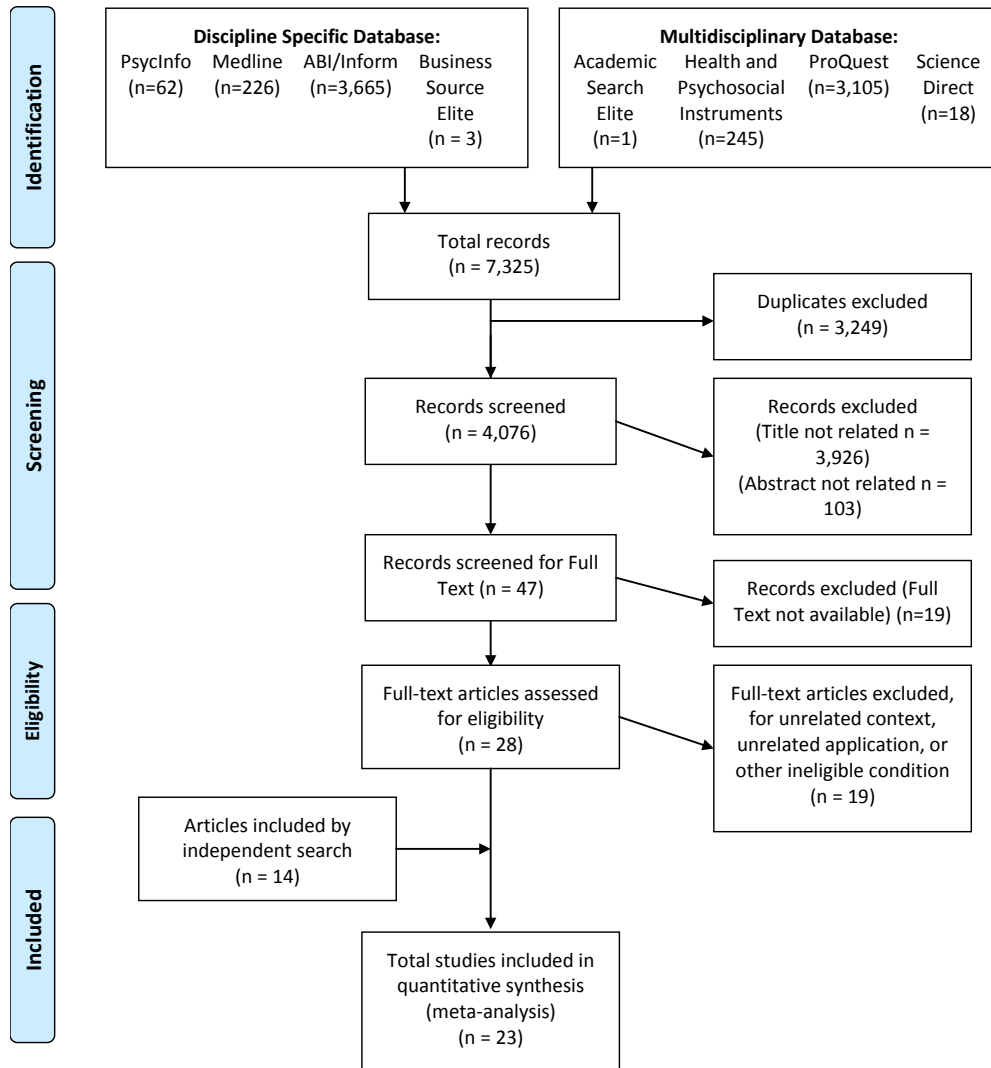 Identification
Discipline Specific Database:
PsycInfo
(n=62)
Medline
(n=226)
ABI/Inform
(n=3,665)
Business
Source
Elite
(n = 3)
Multidisciplinary Database:
Academic
Search
Elite
(n=1)
Health and
Psychosocial
Instruments
(n=245)
ProQuest
(n=3,105)
Science
Direct
(n=18)
Total records
(n = 7,325)
Screening
Duplicates excluded
(n = 3,249)
Records screened
(n = 4,076)
Records excluded
(Title not related n =
3,926)
(Abstract not related n =
103)
Records screened for Full
Text (n = 47)
Records excluded (Full
Text not available) (n=19)
Eligibility
Full-text articles assessed
for eligibility
(n = 28)
Full-text articles excluded,
for unrelated context,
unrelated application, or
other ineligible condition
(n = 19)
Included
Articles included by
independent search
(n = 14)
Total studies included in
quantitative synthesis
(meta-analysis)
(n = 23)